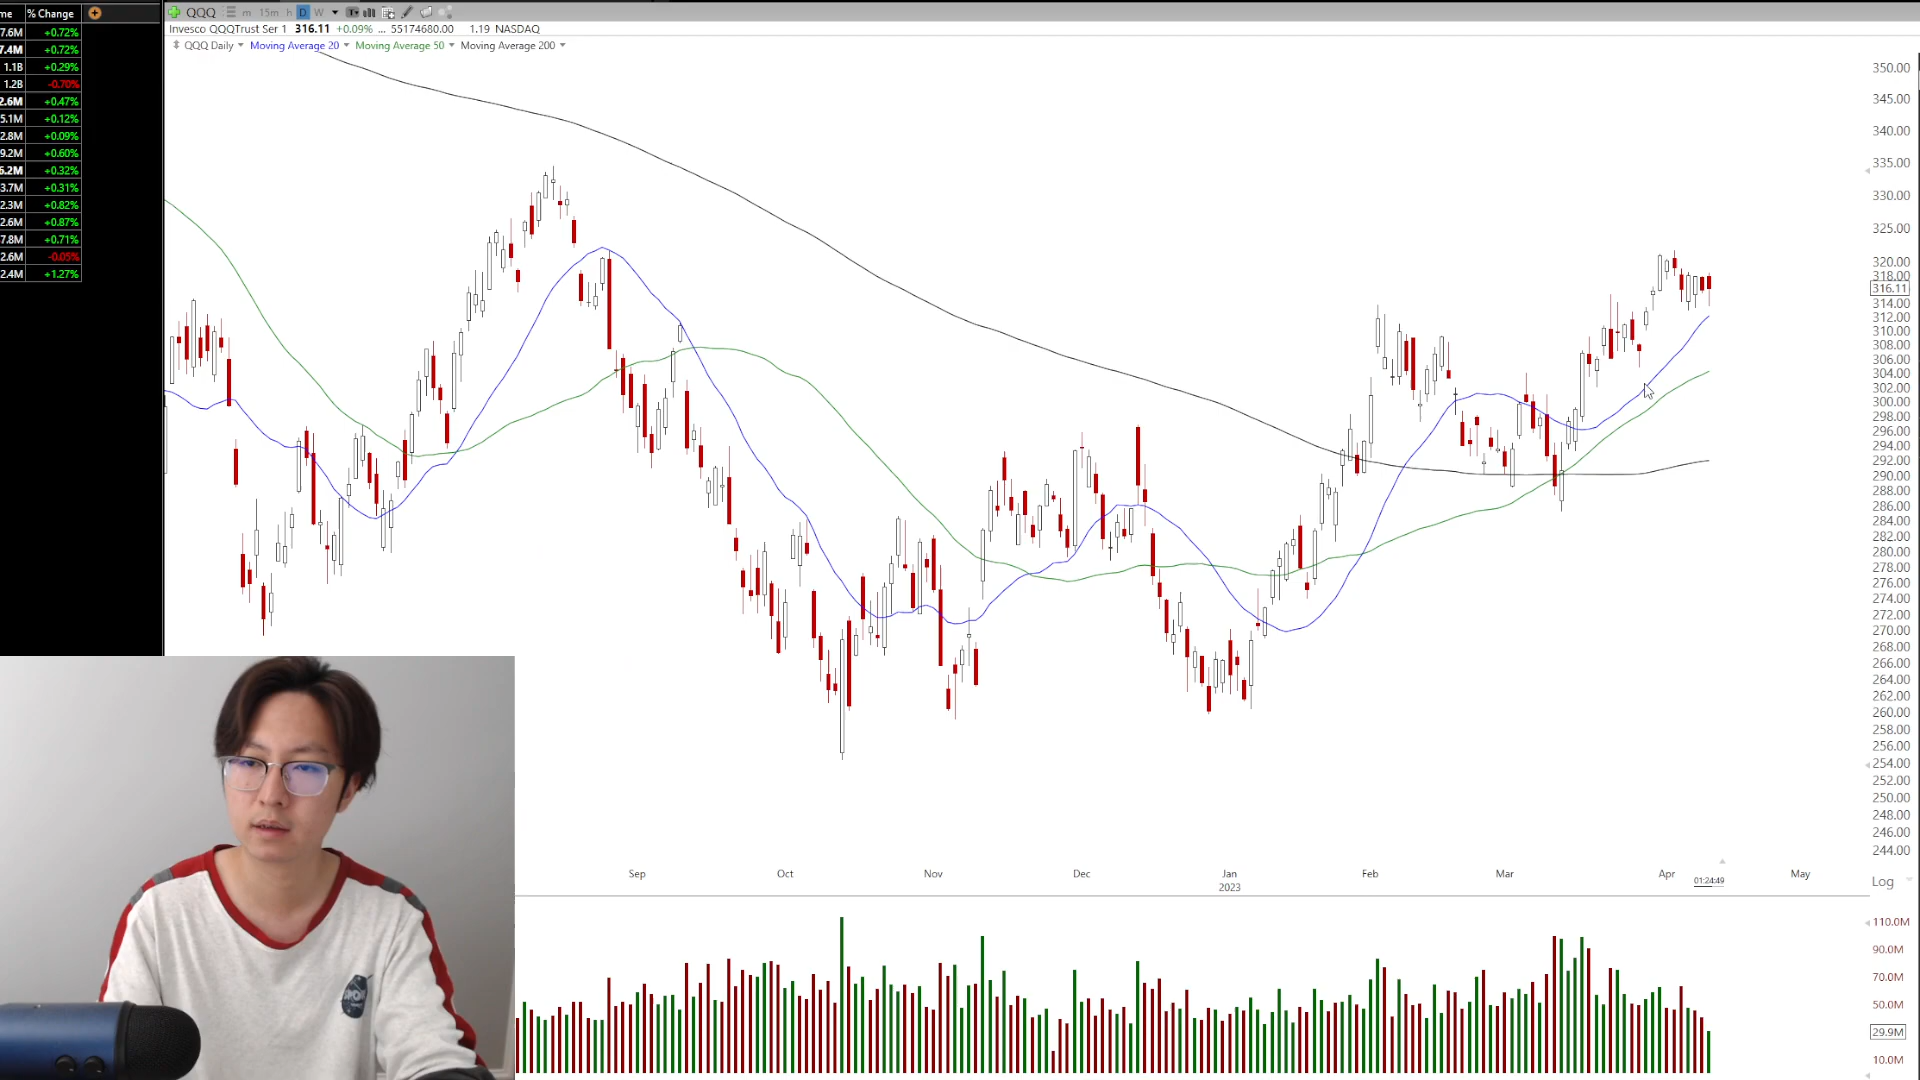 me % Change
7.6M +0.72%
7.4M +0.72%
1.1B +0.29%
1.2B -0.70%
2.6M +0.47%
5.1M +0.12%
2.8M +0.09%
9.2M +0.60%
6.2M +0.32%
3.7M +0.31%
2.3M +0.82%
2.6M +0.87%
7.8M +0.71%
2.6M -0.05%
2.4M +1.27%
QQQ m 15m h D W
Invesco QQQTrust Ser 1 316.11 +0.09% ... 55174680.00 1.19 NASDAQ
QQQ Daily Moving Average 20 Moving Average 50 Moving Average 200
350.00
345.00
340.00
335.00
330.00
325.00
320.00
318.00
316.11
314.00
312.00
310.00
308.00
306.00
304.00
302.00
300.00
298.00
296.00
294.00
292.00
290.00
288.00
286.00
284.00
282.00
280.00
278.00
276.00
274.00
272.00
270.00
268.00
266.00
264.00
262.00
260.00
258.00
256.00
254.00
252.00
250.00
248.00
246.00
244.00
Sep Oct Nov Dec Jan Feb Mar Apr May
2023
01:24:49
Log
110.0M
90.0M
70.0M
50.0M
29.9M
10.0M